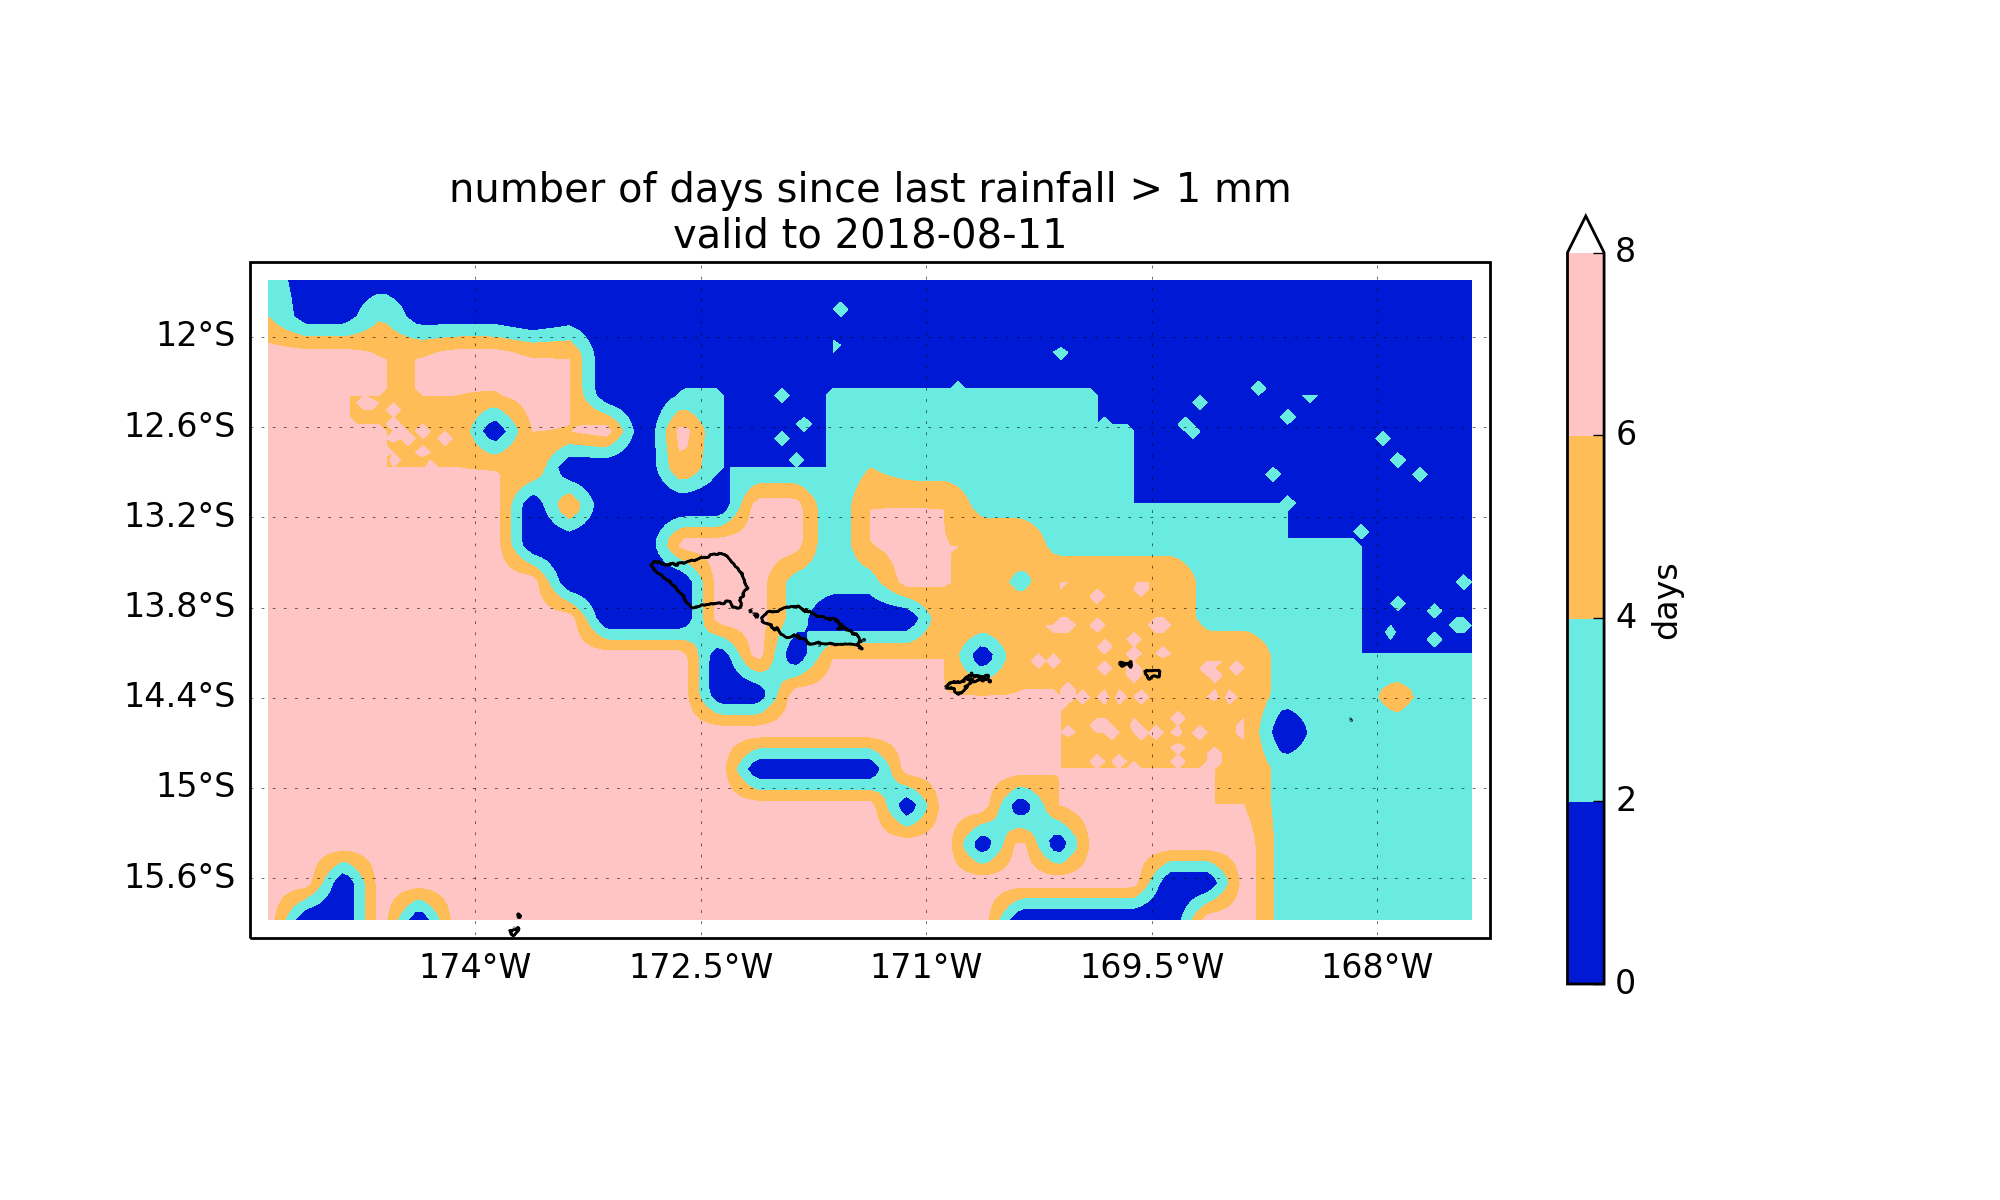 number of days since last rainfall > 1 mm
valid to 2018-08-11
12°S
12.6°S
13.2°S
13.8°S
14.4°S
15°S
15.6°S
174°W
172.5°W
171°W
169.5°W
168°W
8
6
4
2
0
days